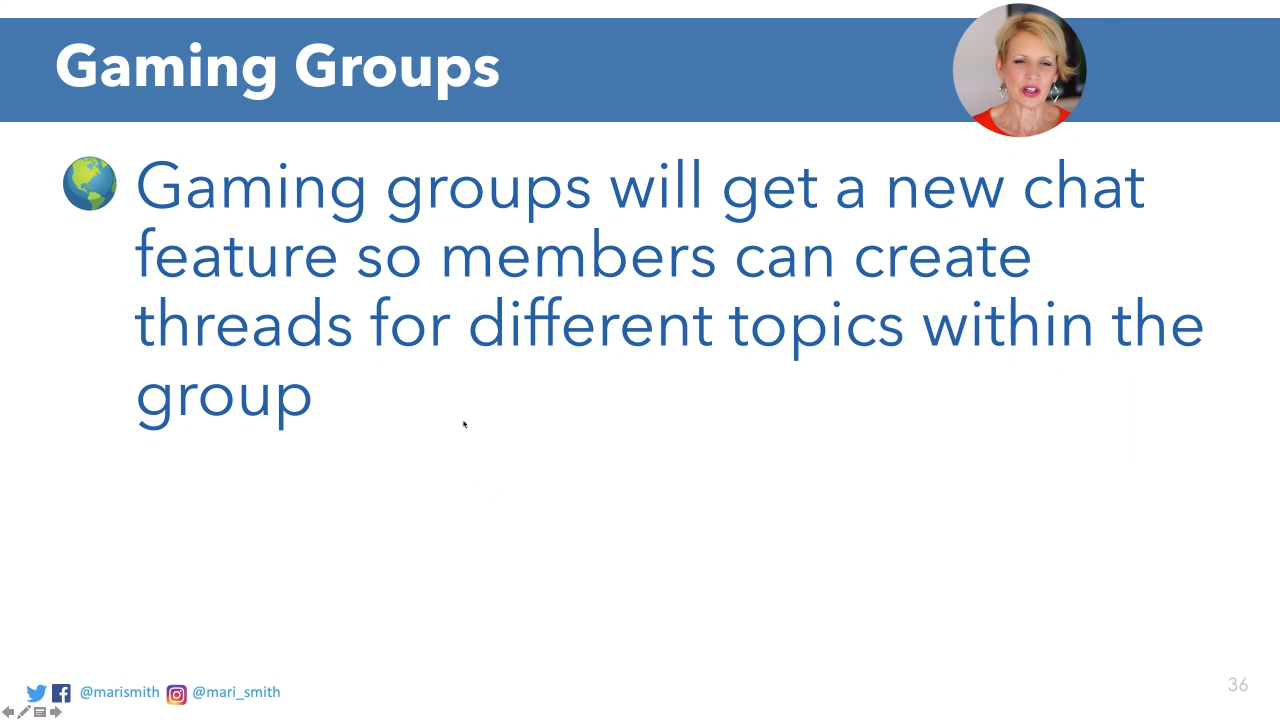 Gaming Groups
Gaming groups will get a new chat
feature so members can create
threads for different topics within the
group
@marismith @mari_smith
36